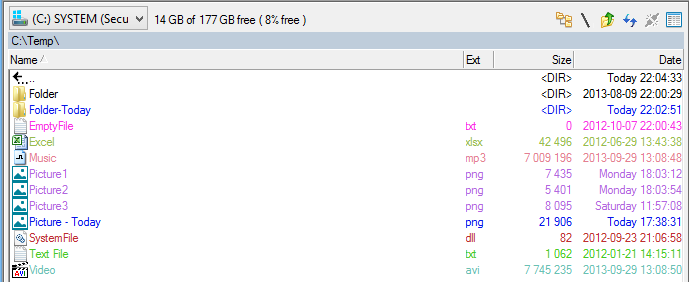 (C:) SYSTEM (Secu 14 GB of 177 GB free ( 8% free )
C:\Temp\
Name Ext Size Date
.. <DIR> Today 22:04:33
Folder <DIR> 2013-08-09 22:00:29
Folder-Today <DIR> Today 22:02:51
EmptyFile txt 0 2012-10-07 22:00:43
Excel xlsx 42 496 2012-06-29 13:43:38
Music mp3 7 009 196 2013-09-29 13:08:48
Picture1 png 7 435 Monday 18:03:12
Picture2 png 5 401 Monday 18:03:54
Picture3 png 8 095 Saturday 11:57:08
Picture - Today png 21 906 Today 17:38:31
SystemFile dll 82 2012-09-23 21:06:58
Text File txt 1 062 2012-01-21 14:15:11
Video avi 7 745 235 2013-09-29 13:08:50